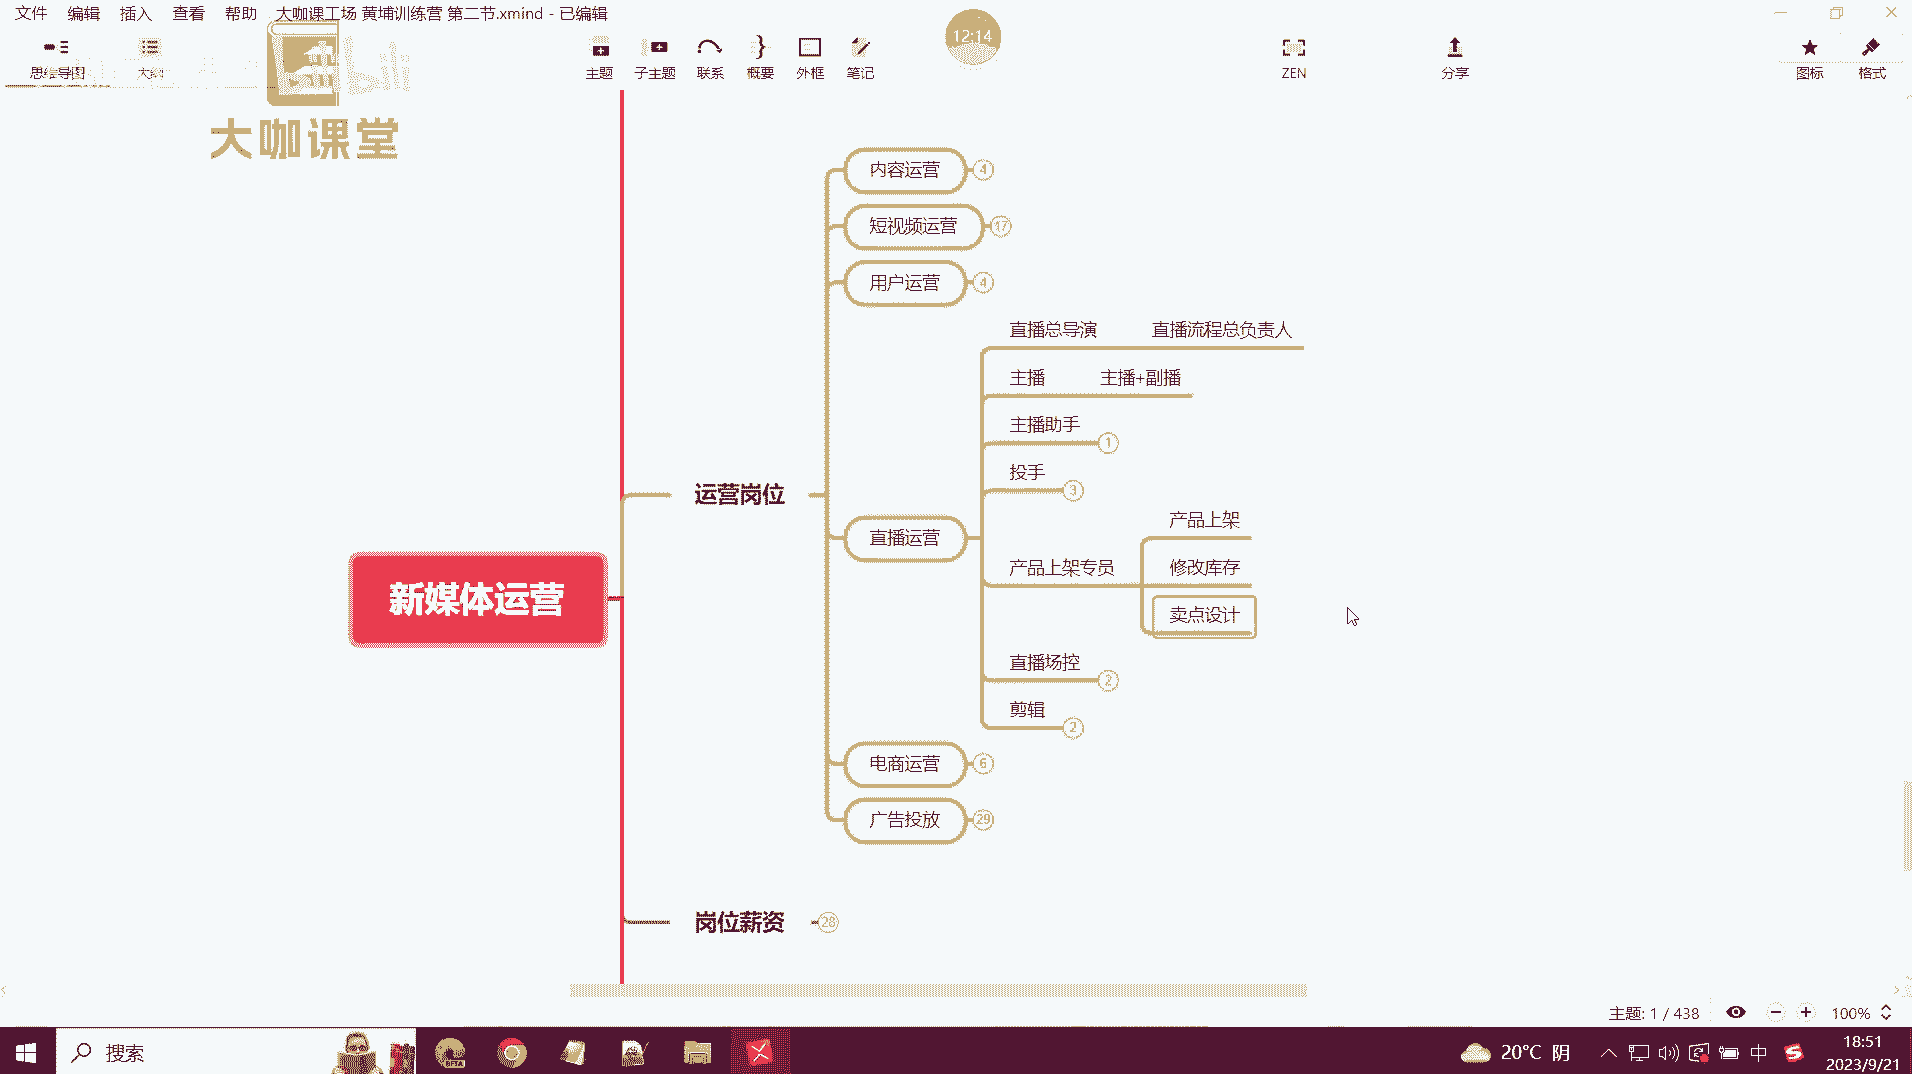 文件 编辑 插入 查看 帮助 大咖课工场 黄埔训练营 第二节.xmind - 已编辑
思维导图 大纲 主题 子主题 联系 概要 外框 笔记 12:14 ZEN 分享 图标 格式
大咖课堂
内容运营 4
短视频运营 17
用户运营 4
直播总导演 直播流程总负责人
主播 主播+副播
主播助手 1
投手 3
运营岗位
产品上架
直播运营
产品上架专员 修改库存
新媒体运营
卖点设计
直播场控 2
剪辑 2
电商运营 6
广告投放 29
岗位薪资 28
主题: 1 / 438 100%
搜索 BETA 20°C 阴 中 18:51
2023/9/21